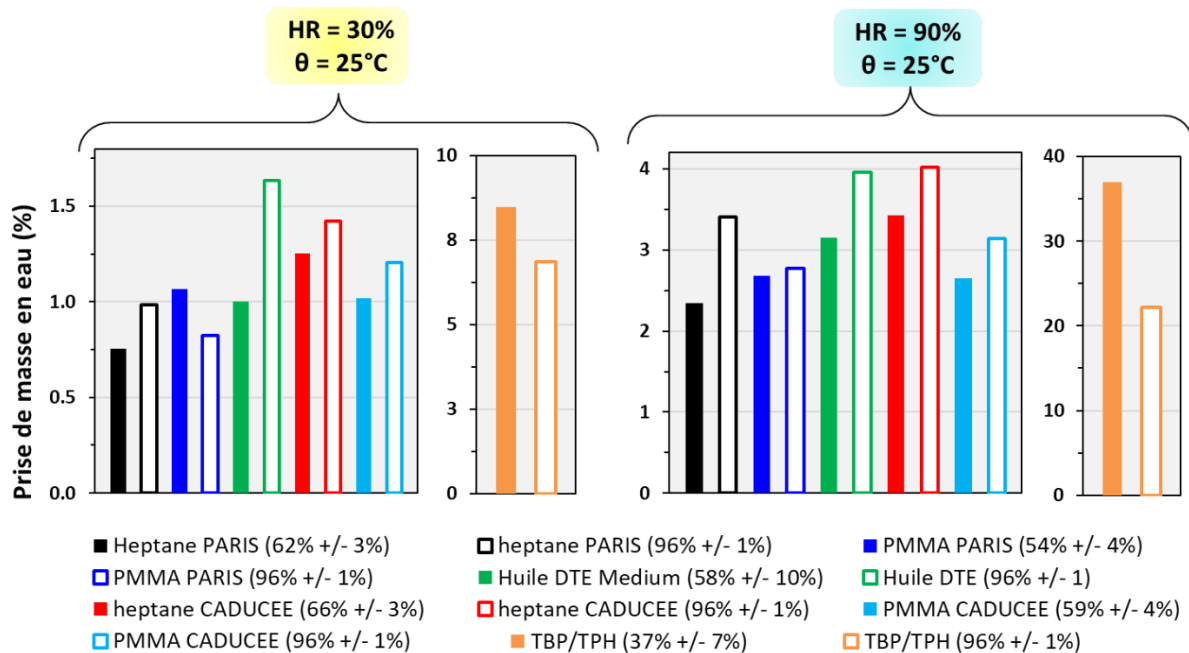 HR = 30%
θ = 25°C
HR = 90%
θ = 25°C
Prise de masse en eau (%)
1.5
1.0
0.5
0.0
10
8
5
3
0
4
3
2
1
0
40
30
20
10
0
Heptane PARIS (62% +/- 3%)
heptane PARIS (96% +/- 1%)
PMMA PARIS (54% +/- 4%)
PMMA PARIS (96% +/- 1%)
Huile DTE Medium (58% +/- 10%)
Huile DTE (96% +/- 1)
heptane CADUCEE (66% +/- 3%)
heptane CADUCEE (96% +/- 1%)
PMMA CADUCEE (59% +/- 4%)
PMMA CADUCEE (96% +/- 1%)
TBP/TPH (37% +/- 7%)
TBP/TPH (96% +/- 1%)